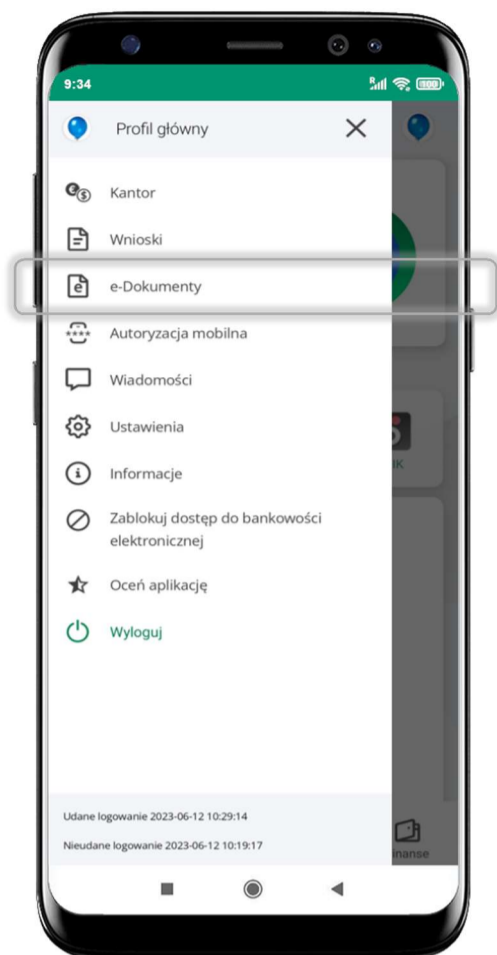 9:34
Profil główny
Kantor
Wnioski
e-Dokumenty
Autoryzacja mobilna
Wiadomości
Ustawienia
Informacje
Zablokuj dostęp do bankowości
elektronicznej
Oceń aplikację
Wyloguj
Udane logowanie 2023-06-12 10:29:14
Nieudane logowanie 2023-06-12 10:19:17
inanse